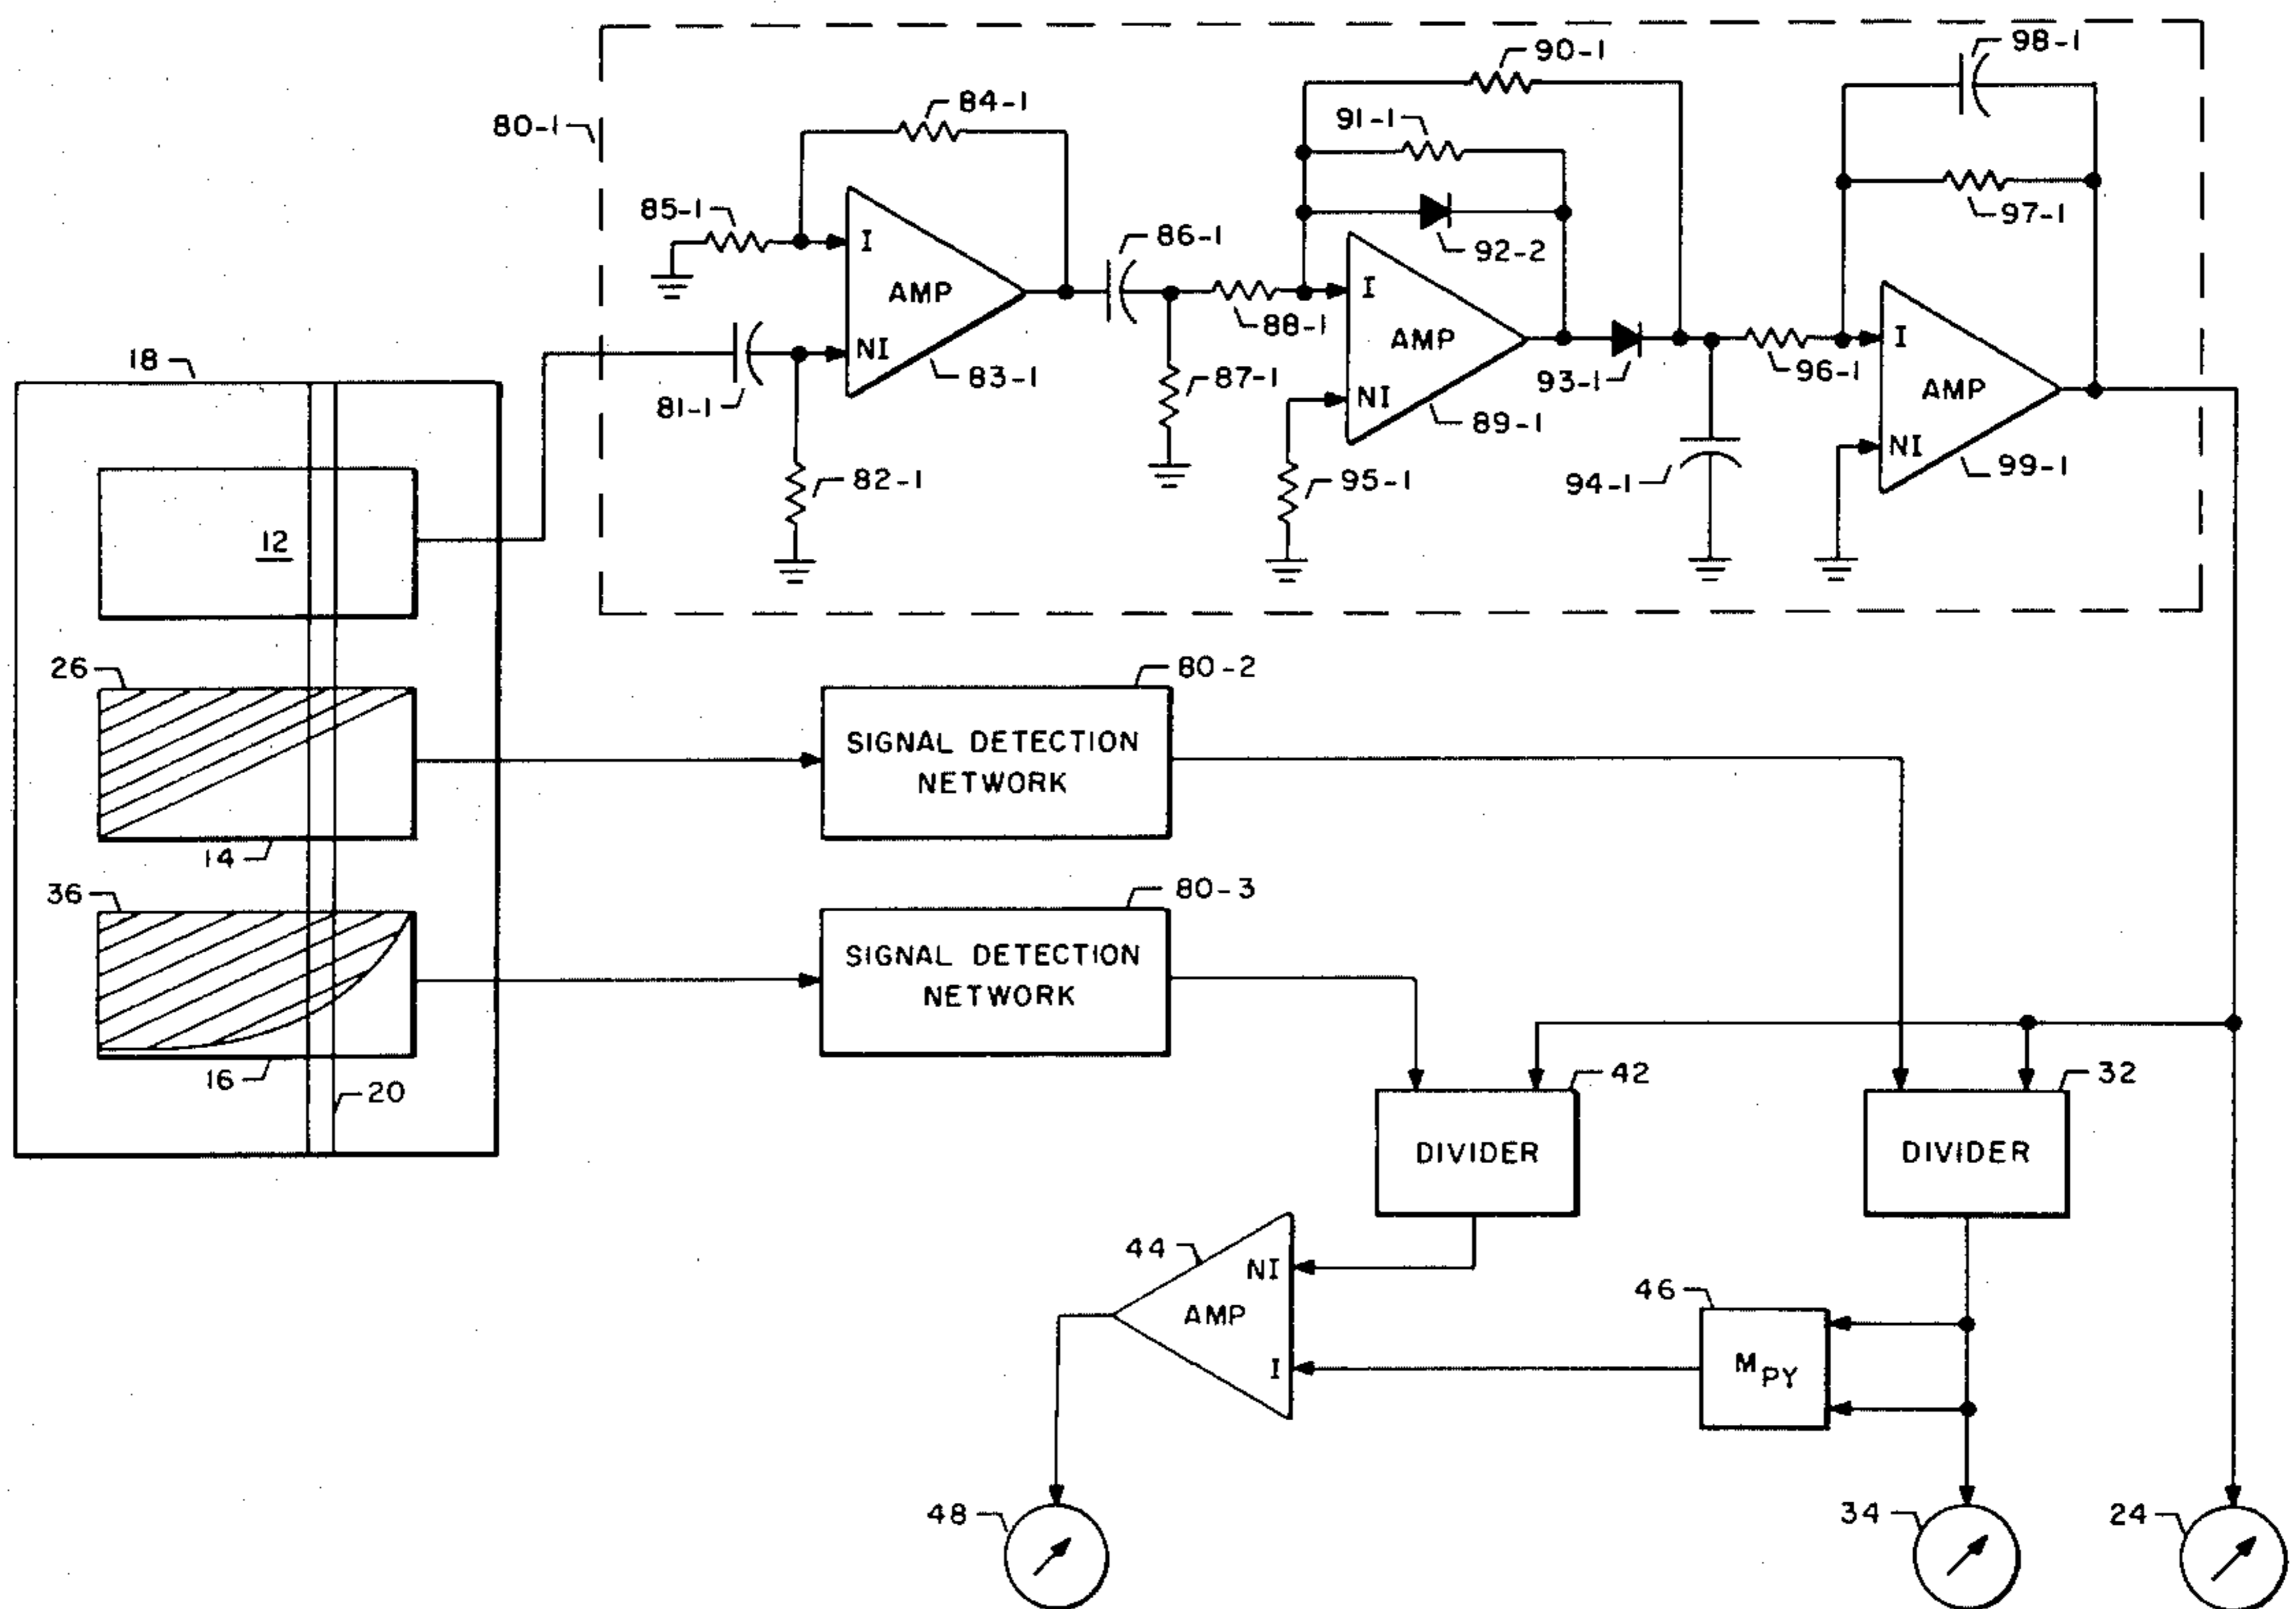 98-1
90-1
84-1
91-1
80-1
97-1
85-1
I
86-1
92-2
AMP
I
88-1
I
18
NI
AMP
AMP
83-1
87-1
93-1
96-1
81-1
NI
NI
89-1
82-1
95-1
94-1
99-1
12
26
80-2
SIGNAL DETECTION
NETWORK
14
36
80-3
SIGNAL DETECTION
NETWORK
16
20
42
32
DIVIDER
DIVIDER
44
NI
46
AMP
I
MPY
48
34
24